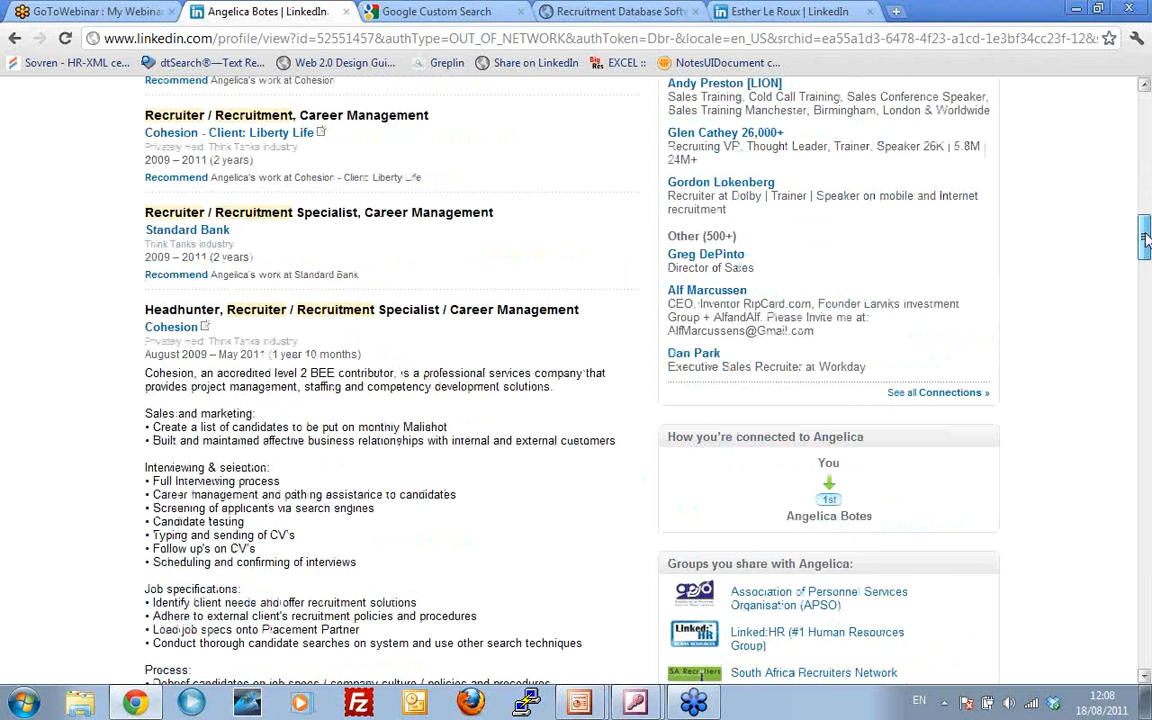 GoToWebinar : My Webinar
Angelica Botes | LinkedIn
Google Custom Search
Recruitment Database Softw
Esther Le Roux | LinkedIn
www.linkedin.com/profile/view?id=52551457&authType=OUT_OF_NETWORK&authToken=Dbr-&locale=en_US&srchid=ea55a1d3-6478-4f23-a1cd-1e3bf34cc23f-12&
Sovren - HR-XML ce...
dtSearch® — Text Re...
Web 2.0 Design Gui...
Greplin
Share on LinkedIn
EXCEL ::
NotesUIDocument c...
Recommend Angelica's work at Cohesion
Recruiter / Recruitment, Career Management
Cohesion - Client: Liberty Life
Privately Held: Think Tanks industry
2009 – 2011 (2 years)
Recommend Angelica's work at Cohesion - Client: Liberty Life
Recruiter / Recruitment Specialist, Career Management
Standard Bank
Think Tanks industry
2009 – 2011 (2 years)
Recommend Angelica's work at Standard Bank
Headhunter, Recruiter / Recruitment Specialist / Career Management
Cohesion
Privately Held: Think Tanks industry
August 2009 – May 2011 (1 year 10 months)
Cohesion, an accredited level 2 BEE contributor, is a professional services company that
provides project management, staffing and competency development solutions.
Sales and marketing:
• Create a list of candidates to be put on monthly Mailshot
• Built and maintained affective business relationships with internal and external customers
Interviewing & selection:
• Full Interviewing process
• Career management and pathing assistance to candidates
• Screening of applicants via search engines
• Candidate testing
• Typing and sending of CV's
• Follow up's on CV's
• Scheduling and confirming of interviews
Job specifications:
• Identify client needs and offer recruitment solutions
• Adhere to external client's recruitment policies and procedures
• Load job specs onto Placement Partner
• Conduct thorough candidate searches on system and use other search techniques
Process:
• Debrief candidates on job specs / company culture / policies and procedures
Andy Preston [LION]
Sales Training, Cold Call Training, Sales Conference Speaker,
Sales Training Manchester, Birmingham, London & Worldwide
Glen Cathey 26,000+
Recruiting VP, Thought Leader, Trainer, Speaker 26K | 5.8M |
24M+
Gordon Lokenberg
Recruiter at Dolby | Trainer | Speaker on mobile and Internet
recruitment
Other (500+)
Greg DePinto
Director of Sales
Alf Marcussen
CEO, Inventor RipCard.com, Founder Larviks investment
Group + AlfandAlf. Please Invite me at:
AlfMarcussens@Gmail.com
Dan Park
Executive Sales Recruiter at Workday
See all Connections »
How you're connected to Angelica
You
1st
Angelica Botes
Groups you share with Angelica:
Association of Personnel Services
Organisation (APSO)
Linked:HR (#1 Human Resources
Group)
South Africa Recruiters Network
EN
12:08
18/08/2011